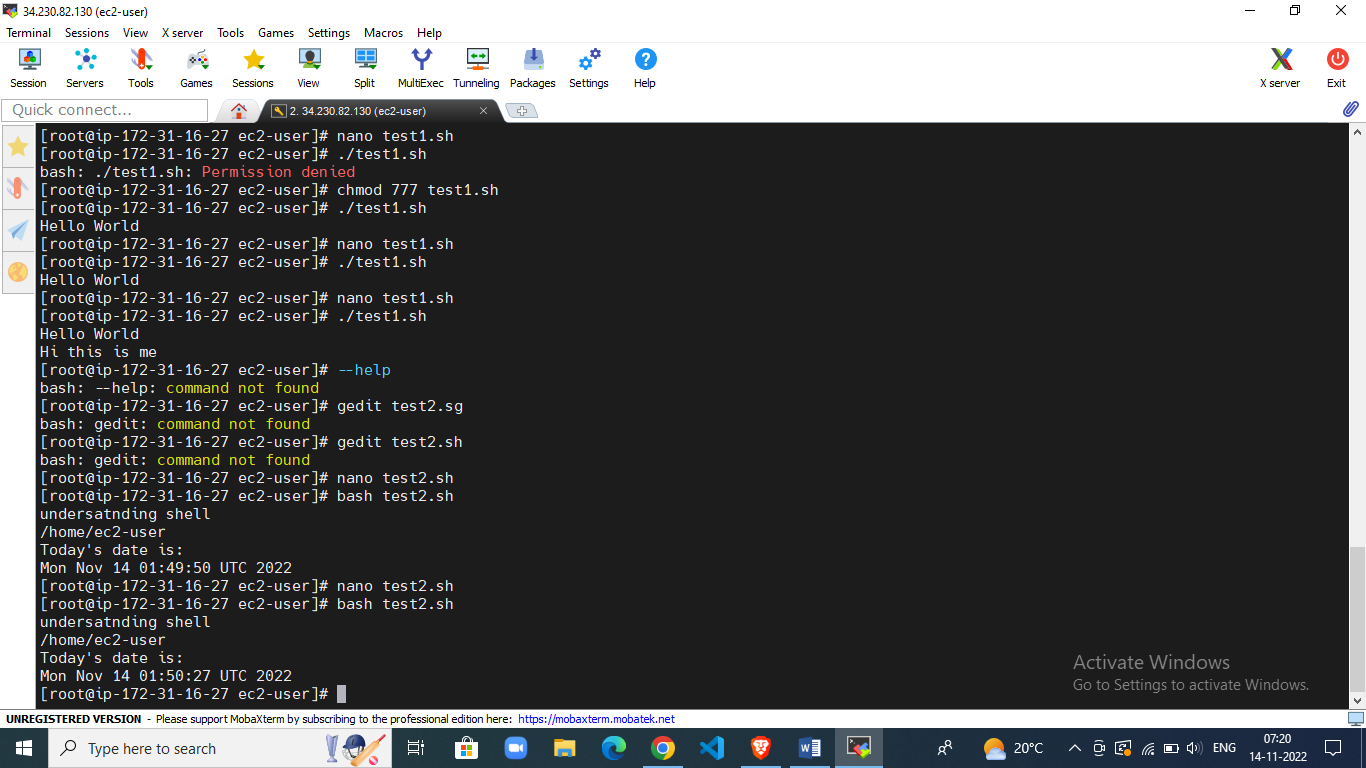 34.230.82.130 (ec2-user)
Terminal Sessions View X server Tools Games Settings Macros Help
Session Servers Tools Games Sessions View Split MultiExec Tunneling Packages Settings Help X server Exit
Quick connect... 2. 34.230.82.130 (ec2-user)
[root@ip-172-31-16-27 ec2-user]# nano test1.sh
[root@ip-172-31-16-27 ec2-user]# ./test1.sh
bash: ./test1.sh: Permission denied
[root@ip-172-31-16-27 ec2-user]# chmod 777 test1.sh
[root@ip-172-31-16-27 ec2-user]# ./test1.sh
Hello World
[root@ip-172-31-16-27 ec2-user]# nano test1.sh
[root@ip-172-31-16-27 ec2-user]# ./test1.sh
Hello World
[root@ip-172-31-16-27 ec2-user]# nano test1.sh
[root@ip-172-31-16-27 ec2-user]# ./test1.sh
Hello World
Hi this is me
[root@ip-172-31-16-27 ec2-user]# --help
bash: --help: command not found
[root@ip-172-31-16-27 ec2-user]# gedit test2.sg
bash: gedit: command not found
[root@ip-172-31-16-27 ec2-user]# gedit test2.sh
bash: gedit: command not found
[root@ip-172-31-16-27 ec2-user]# nano test2.sh
[root@ip-172-31-16-27 ec2-user]# bash test2.sh
undersatnding shell
/home/ec2-user
Today's date is:
Mon Nov 14 01:49:50 UTC 2022
[root@ip-172-31-16-27 ec2-user]# nano test2.sh
[root@ip-172-31-16-27 ec2-user]# bash test2.sh
undersatnding shell
/home/ec2-user
Today's date is:
Mon Nov 14 01:50:27 UTC 2022
[root@ip-172-31-16-27 ec2-user]#
Activate Windows
Go to Settings to activate Windows.
UNREGISTERED VERSION - Please support MobaXterm by subscribing to the professional edition here: https://mobaxterm.mobatek.net
Type here to search 20°C ENG 07:20
14-11-2022